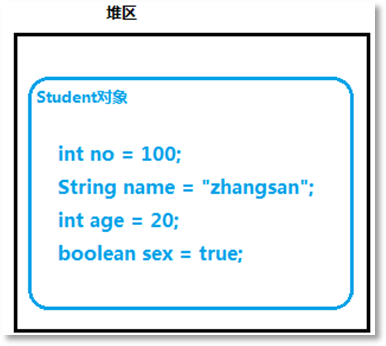 堆区
Student对象
int no = 100;
String name = "zhangsan";
int age = 20;
boolean sex = true;